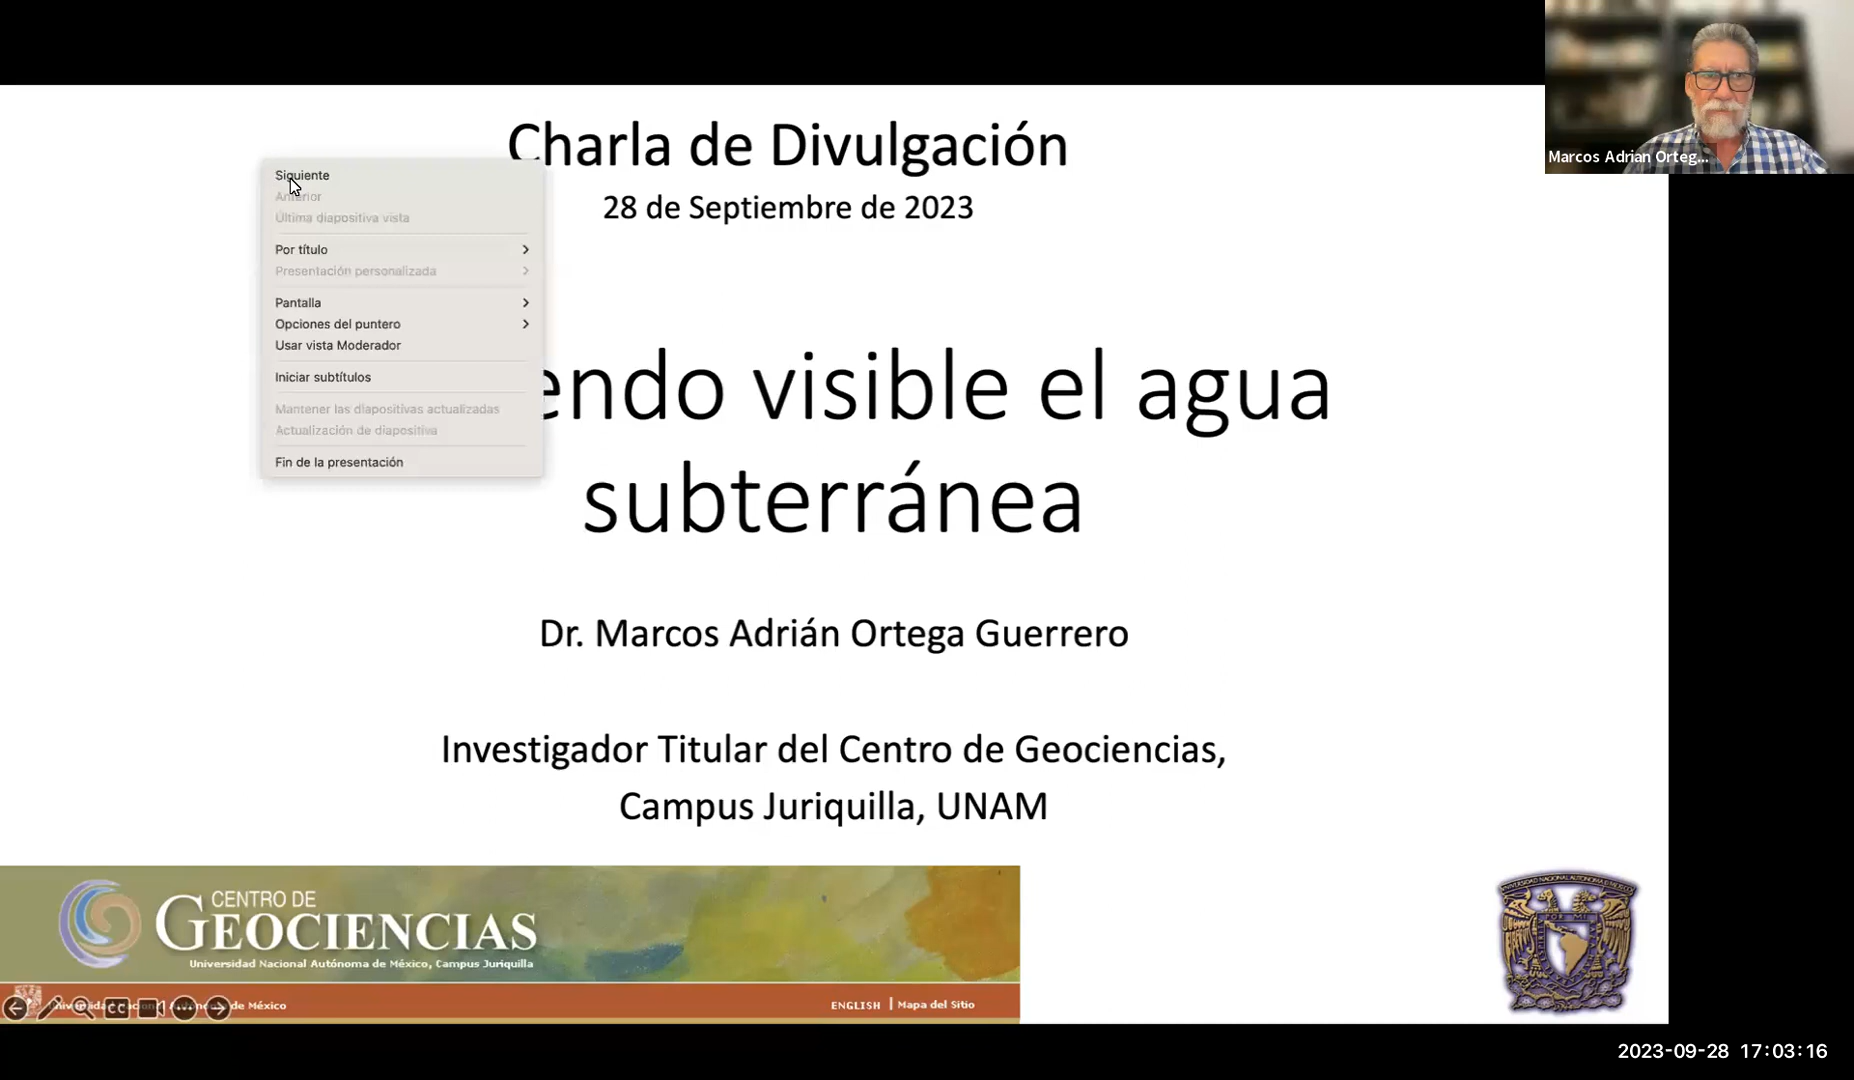 Charla de Divulgación
28 de Septiembre de 2023
Siguiente
Anterior
Última diapositiva vista
Por título
Presentación personalizada
Pantalla
Opciones del puntero
Usar vista Moderador
Iniciar subtítulos
Mantener las diapositivas actualizadas
Actualización de diapositiva
Fin de la presentación
endo visible el agua
subterránea
Dr. Marcos Adrián Ortega Guerrero
Investigador Titular del Centro de Geociencias,
Campus Juriquilla, UNAM
CENTRO DE
GEOCIENCIAS
Universidad Nacional Autónoma de México, Campus Juriquilla
de México
ENGLISH | Mapa del Sitio
CC
Marcos Adrian Orteg...
2023-09-28 17:03:16